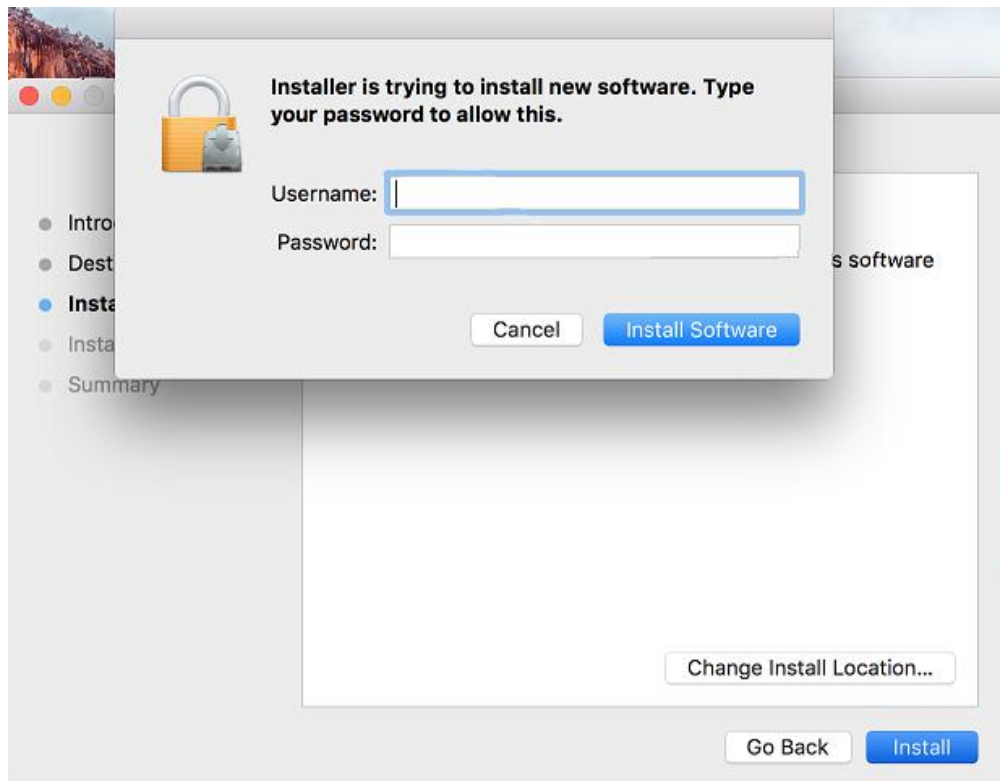 Installer is trying to install new software. Type
your password to allow this.
Username:
Password:
Cancel
Install Software
Intro
Dest
Insta
Insta
Summary
s software
Change Install Location...
Go Back
Install